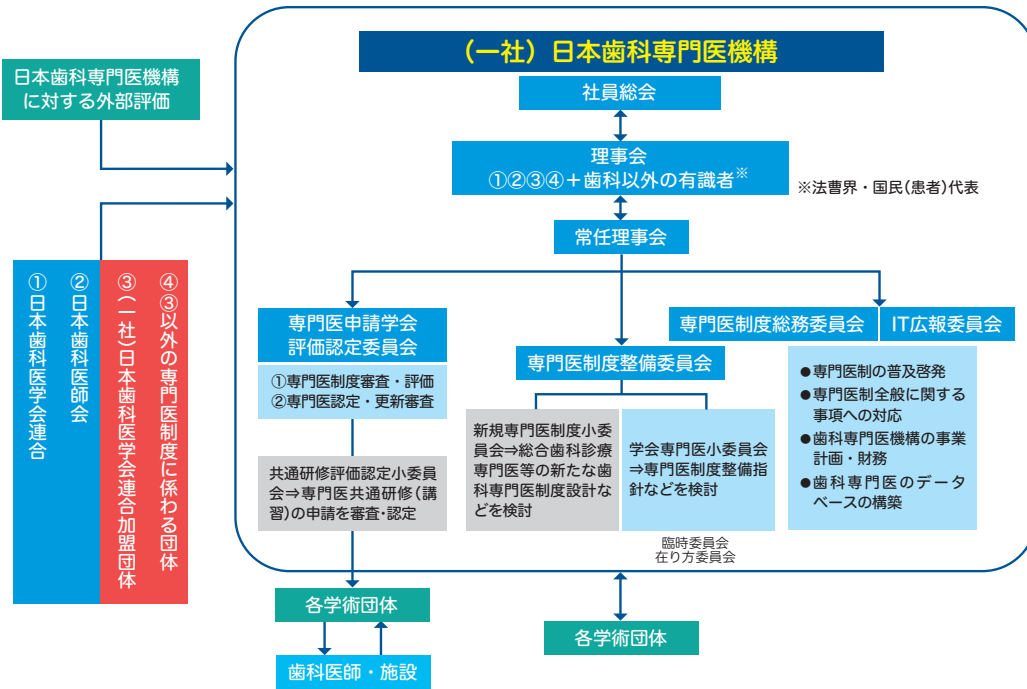 (一社)日本歯科専門医機構
日本歯科専門医機構
に対する外部評価
社員総会
理事会
①②③④+歯科以外の有識者※
※法曹界・国民(患者)代表
常任理事会
①日本歯科医学会連合
②日本歯科医師会
③(一社)日本歯科医学会連合加盟団体
④③以外の専門医制度に係わる団体
専門医申請学会
評価認定委員会
①専門医制度審査・評価
②専門医認定・更新審査
共通研修評価認定小委員
会⇒専門医共通研修(講
習)の申請を審査・認定
専門医制度整備委員会
新規専門医制度小委
員会⇒総合歯科診療
専門医等の新たな歯
科専門医制度設計な
どを検討
学会専門医小委員会
⇒専門医制度整備指
針などを検討
臨時委員会
在り方委員会
専門医制度総務委員会
IT広報委員会
●専門医制の普及啓発
●専門医制全般に関する
事項への対応
●歯科専門医機構の事業
計画・財務
●歯科専門医のデータ
ベースの構築
各学術団体
歯科医師・施設
各学術団体